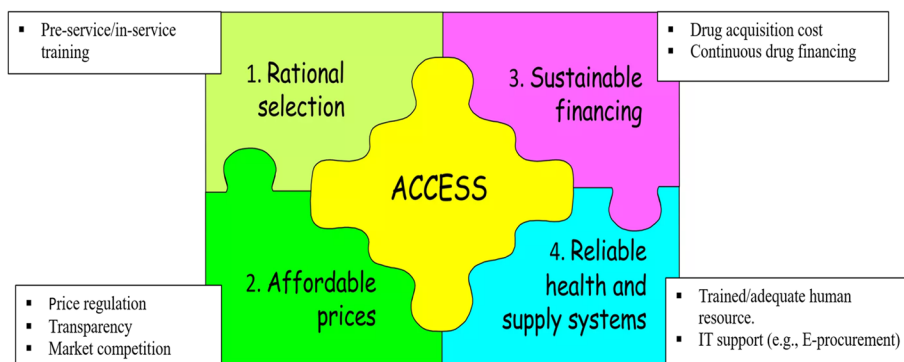 ▪ Pre-service/in-service
training
1. Rational
selection
▪ Drug acquisition cost
▪ Continuous drug financing
3. Sustainable
financing
ACCESS
2. Affordable
prices
▪ Price regulation
▪ Transparency
▪ Market competition
4. Reliable
health and
supply systems
▪ Trained/adequate human
resource.
▪ IT support (e.g., E-procurement)